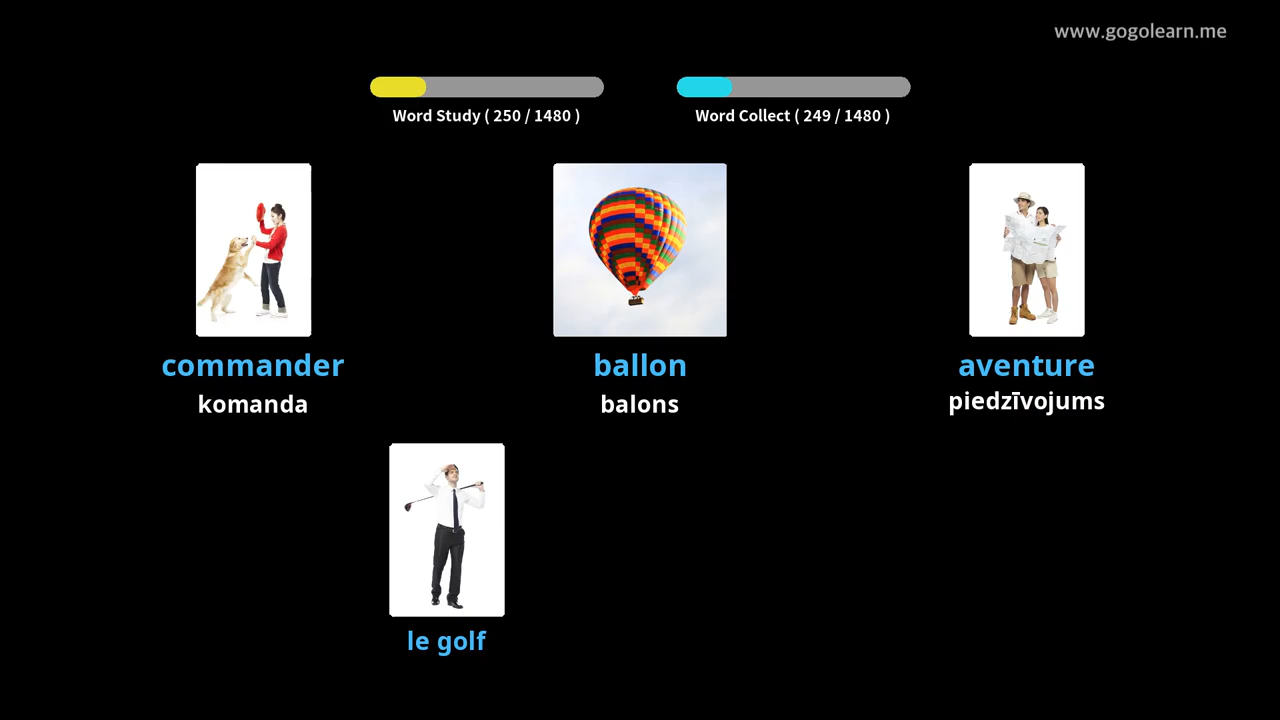 www.gogolearn.me
Word Study ( 250 / 1480 )
Word Collect ( 249 / 1480 )
commander
komanda
ballon
balons
aventure
piedzīvojums
le golf